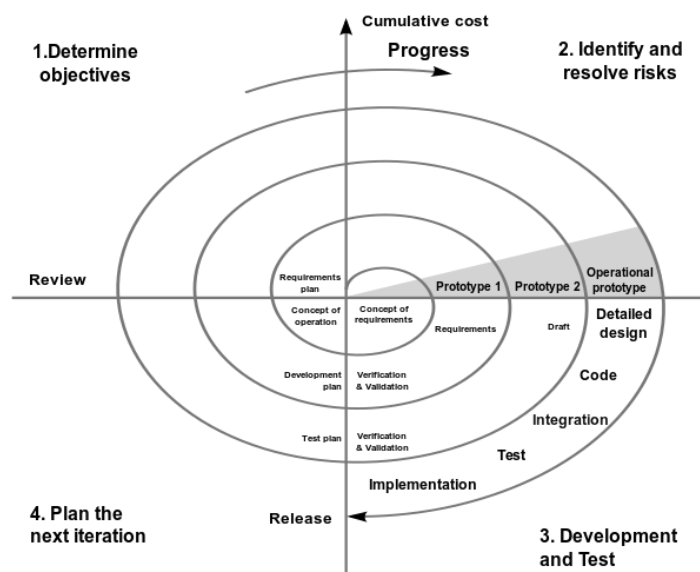 Cumulative cost
1.Determine
objectives
Progress
2. Identify and
resolve risks
Review
Requirements
plan
Prototype 1
Prototype 2
Operational
prototype
Concept of
operation
Concept of
requirements
Requirements
Draft
Detailed
design
Development
plan
Verification
& Validation
Code
Integration
Test plan
Verification
& Validation
Test
Implementation
Release
4. Plan the
next iteration
3. Development
and Test